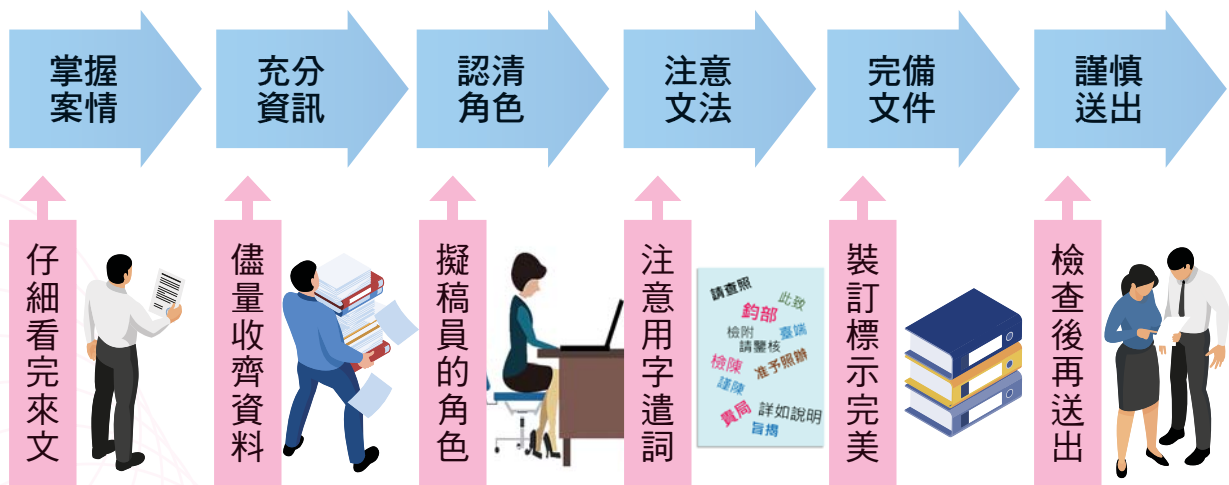 掌握
案情
充分
資訊
認清
角色
注意
文法
完備
文件
謹慎
送出
仔細看完來文
儘量收齊資料
擬稿員的角色
注意用字遣詞
請查照
此致
鈞部
檢附
臺端
請鑒核
檢陳
准予照辦
謹陳
貴局
詳如說明
旨揭
裝訂標示完美
檢查後再送出